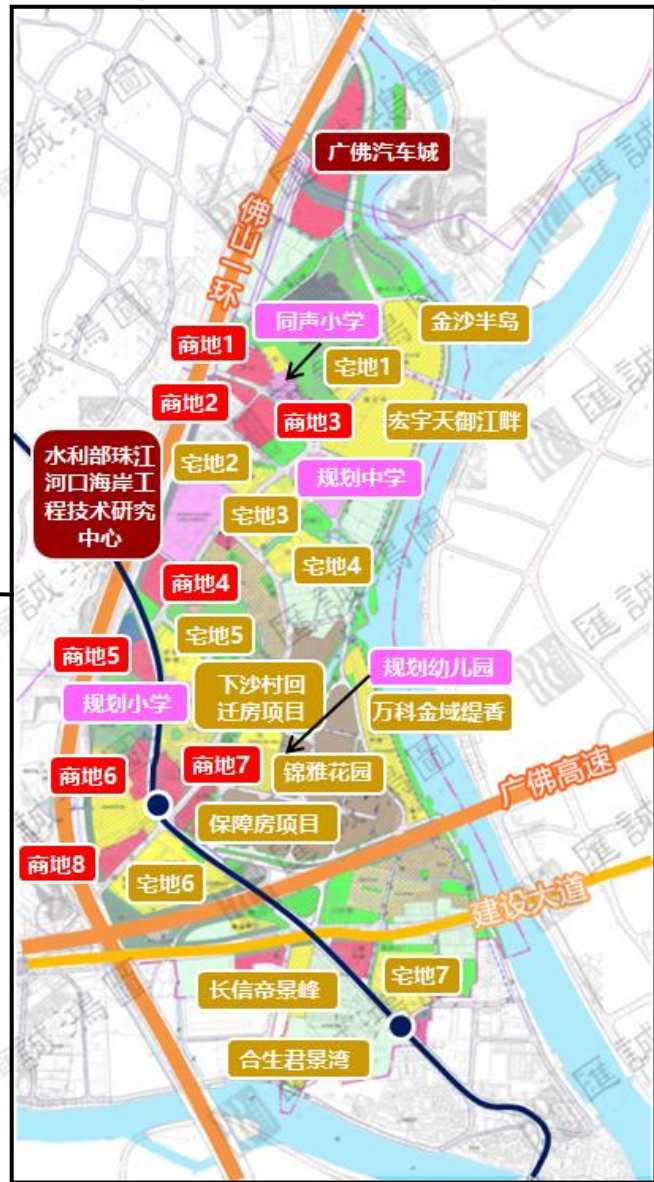 匯誠鴻圖
广佛汽车城
佛山一环
同声小学
金沙半岛
商地1
宅地1
商地2
商地3
宏宇天御江畔
水利部珠江
河口海岸工
程技术研究
中心
宅地2
规划中学
宅地3
宅地4
商地4
宅地5
商地5
规划小学
下沙村回
迁房项目
规划幼儿园
万科金域缇香
商地6
商地7
锦雅花园
广佛高速
保障房项目
商地8
宅地6
建设大道
长信帝景峰
宅地7
合生君景湾